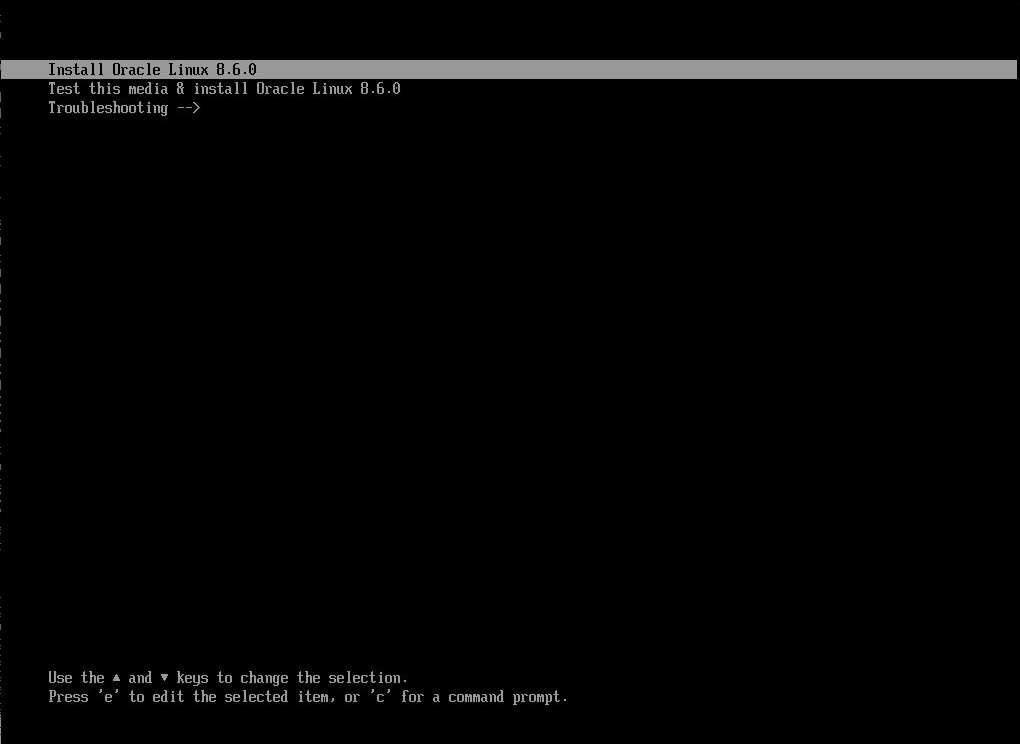 Install Oracle Linux 8.6.0
Test this media & install Oracle Linux 8.6.0
Troubleshooting -->
Use the ▲ and ▼ keys to change the selection.
Press 'e' to edit the selected item, or 'c' for a command prompt.